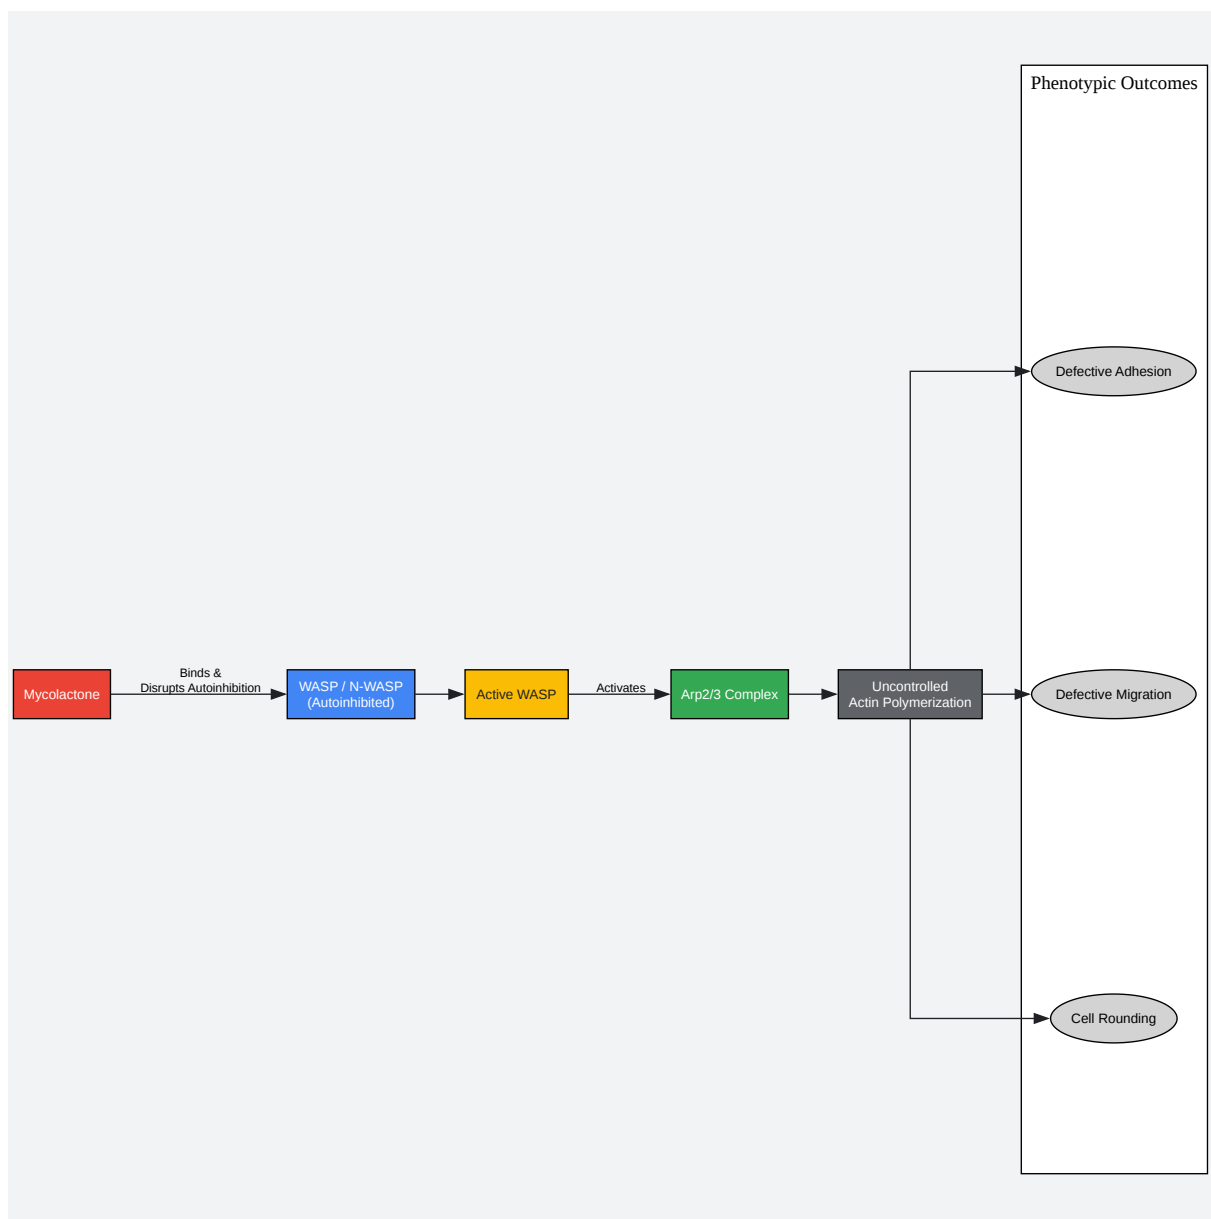 Phenotypic Outcomes
Defective Adhesion
Mycolactone
Binds &
Disrupts Autoinhibition
WASP / N-WASP
(Autoinhibited)
Active WASP
Activates
Arp2/3 Complex
Uncontrolled
Actin Polymerization
Defective Migration
Cell Rounding